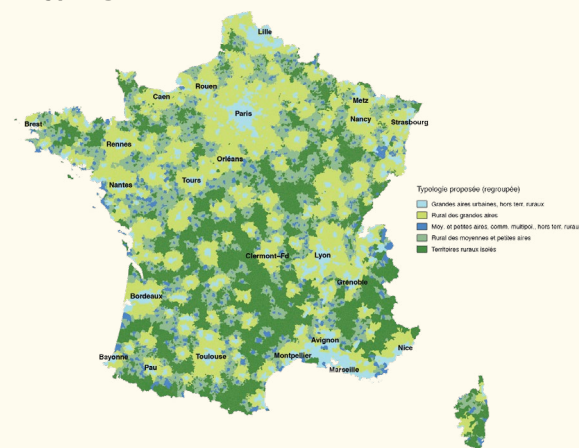 Lille
Rouen
Caen
Metz
Paris
Nancy
Strasbourg
Brest
Rennes
Orléans
Tours
Nantes
Typologie proposée (regroupée)
Grandes aires urbaines, hors terr. ruraux
Rural des grandes aires
Moy. et petites aires, comm. multipol., hors terr. ruraux
Rural des moyennes et petites aires
Territoires ruraux isolés
Clermont-Fd
Lyon
Grenoble
Bordeaux
Avignon
Nice
Bayonne
Toulouse
Montpellier
Pau
Marseille